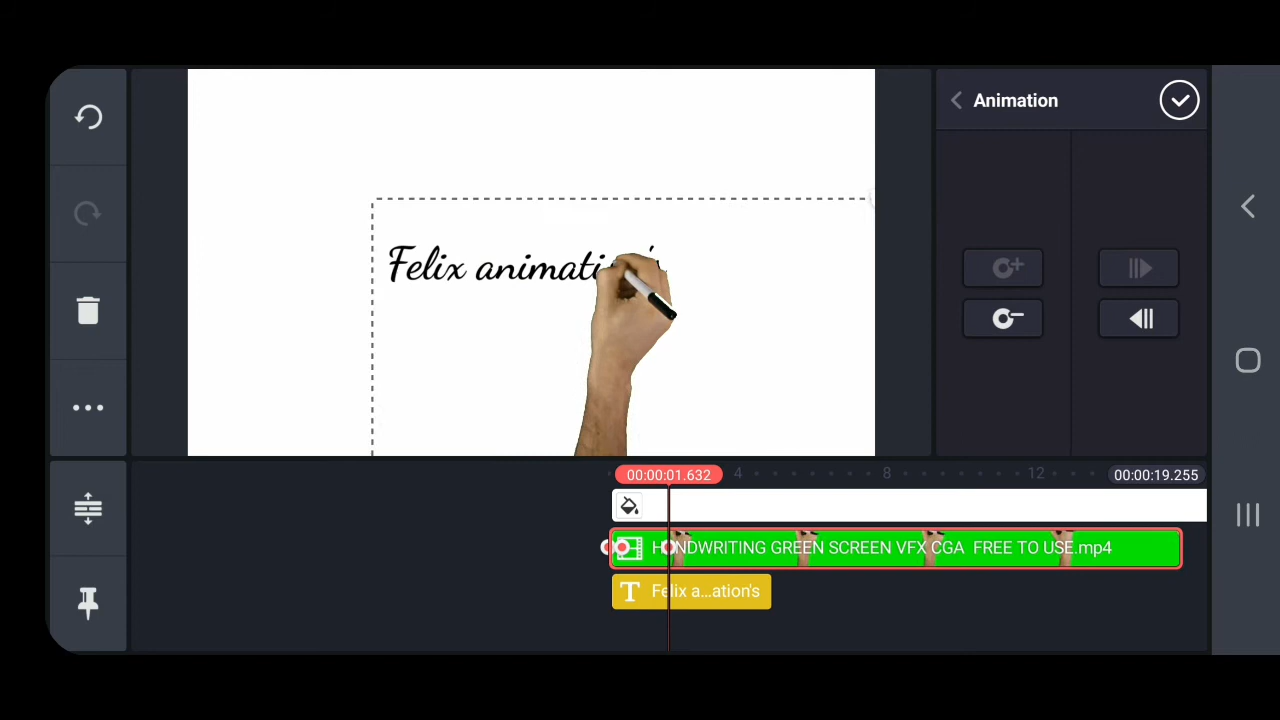 Animation
Felix animation's
00:00:01.632
4
8
12
00:00:19.255
HANDWRITING GREEN SCREEN VFX CGA FREE TO USE.mp4
T Felix a...ation's